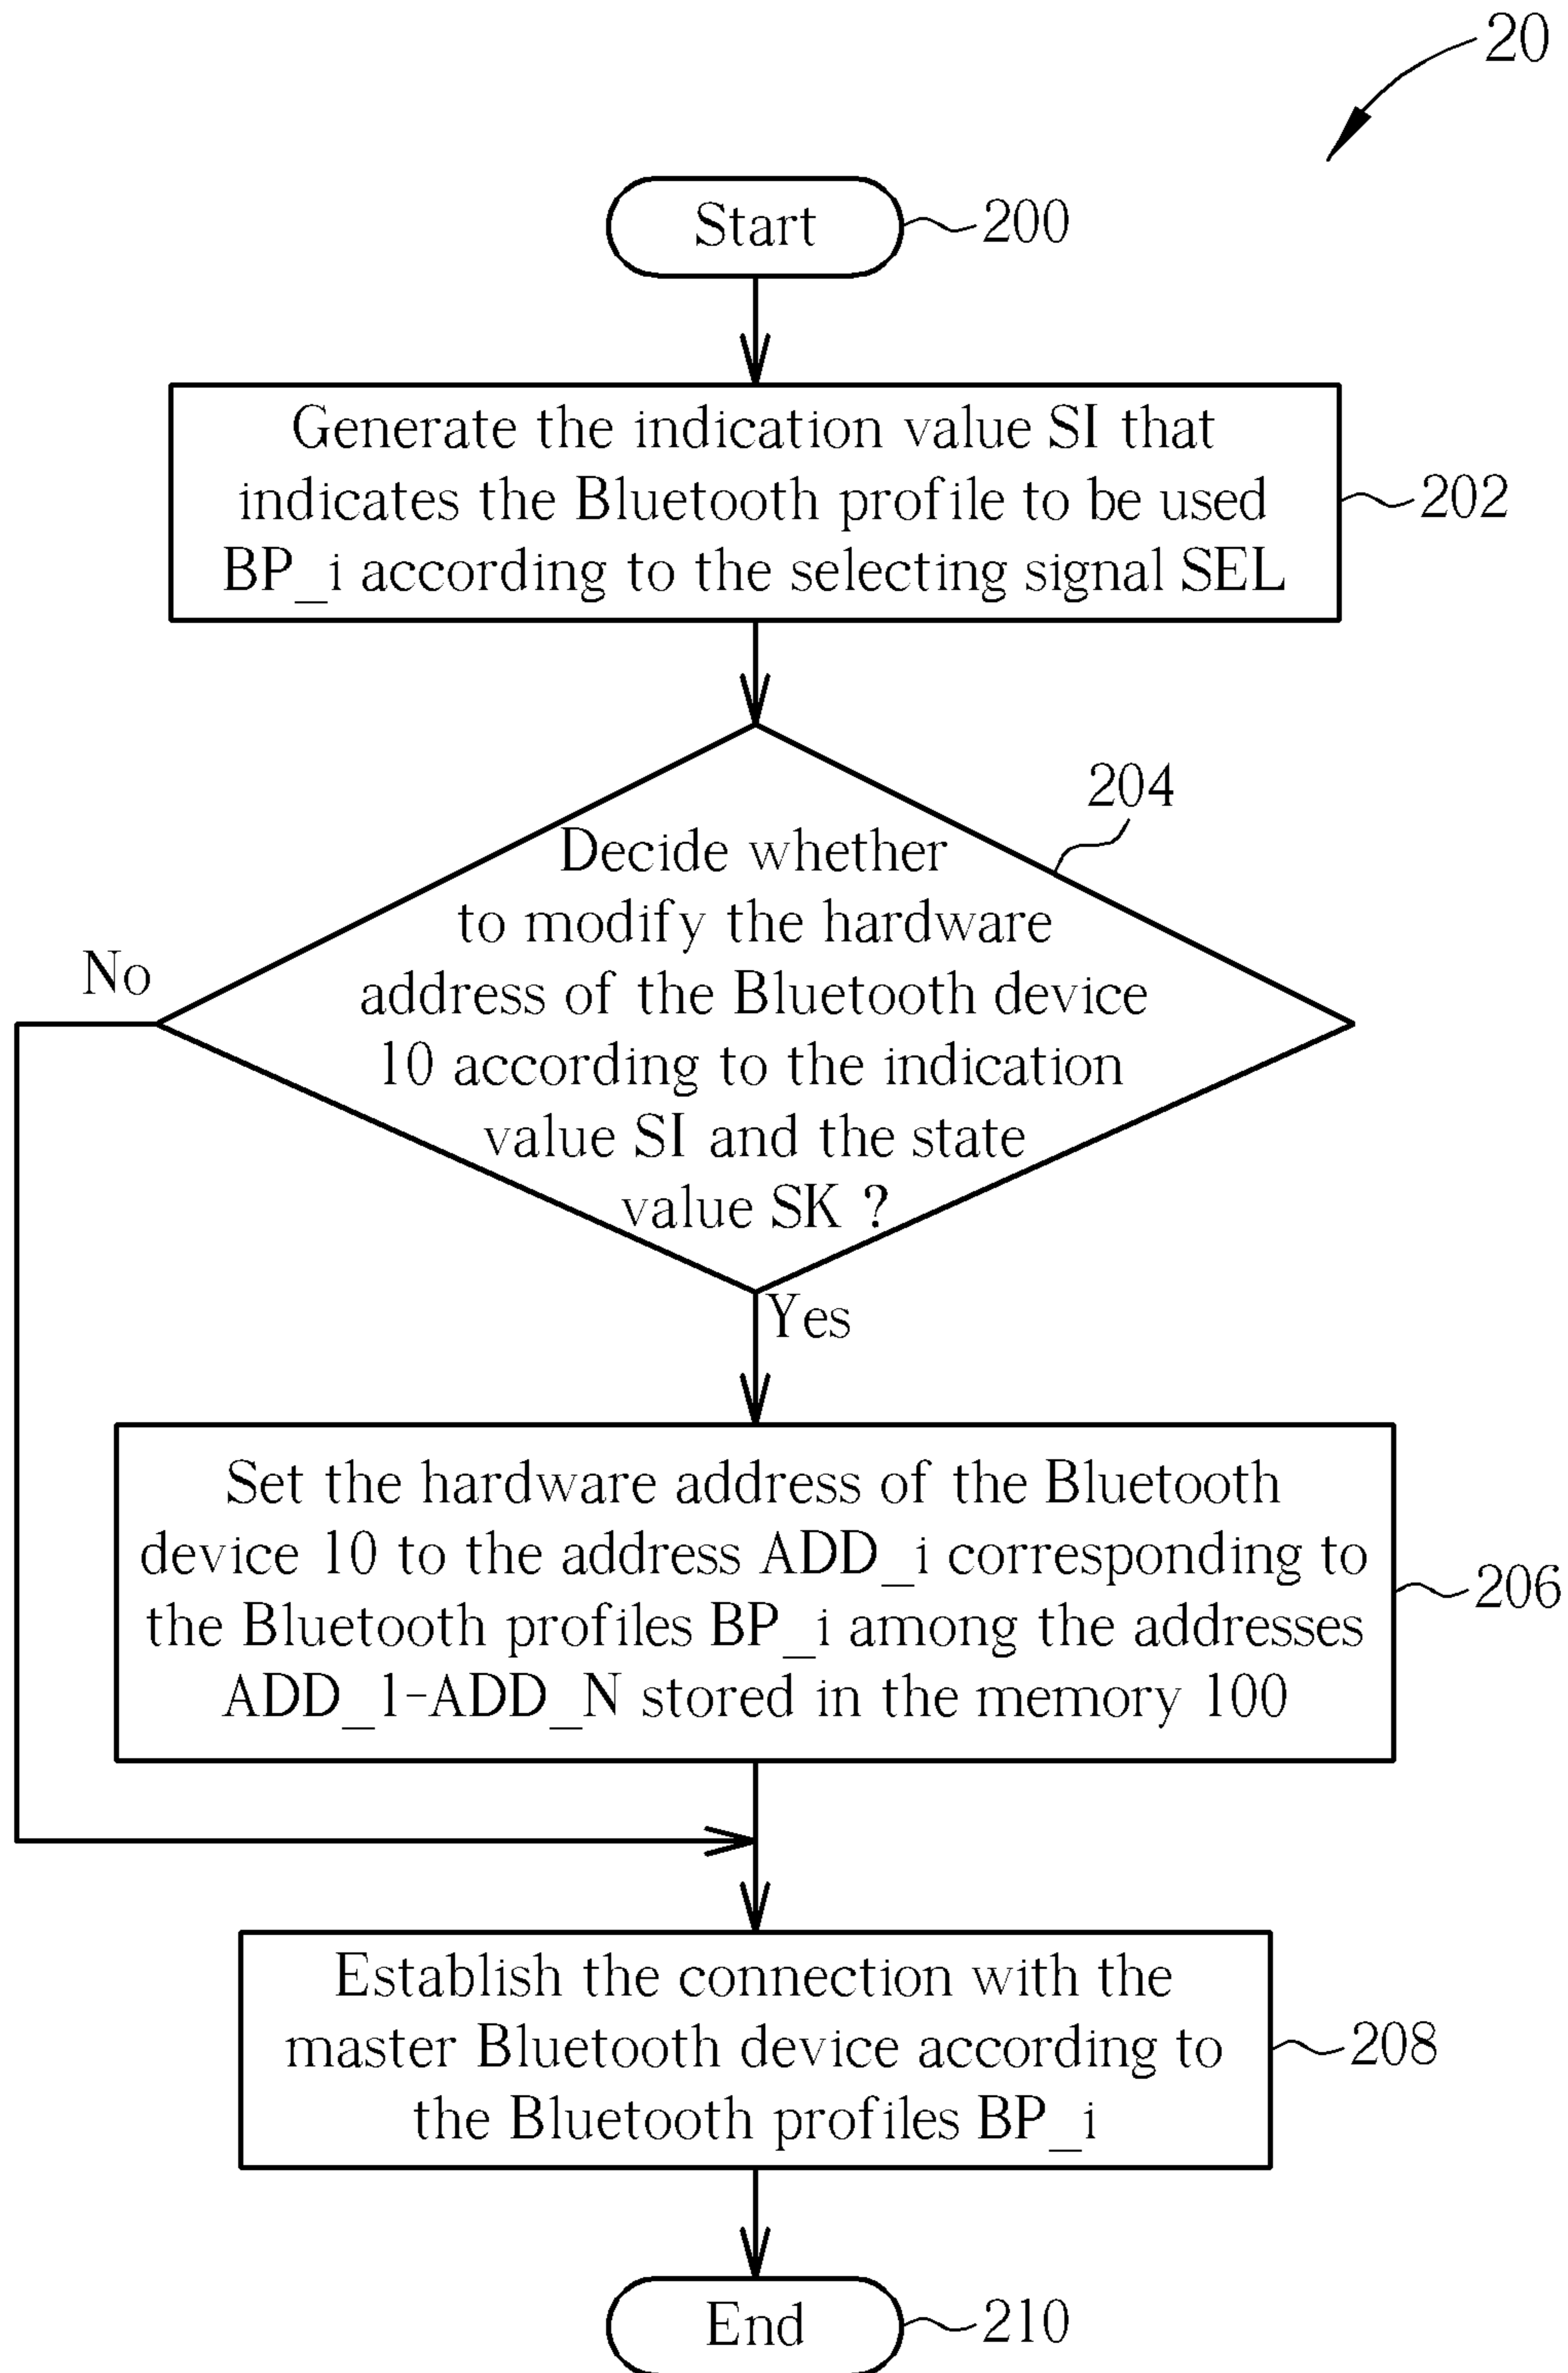 20
Start
200
Generate the indication value SI that
indicates the Bluetooth profile to be used
BP_i according to the selecting signal SEL
202
204
Decide whether
to modify the hardware
address of the Bluetooth device
10 according to the indication
value SI and the state
value SK ?
No
Yes
Set the hardware address of the Bluetooth
device 10 to the address ADD_i corresponding to
the Bluetooth profiles BP_i among the addresses
ADD_1-ADD_N stored in the memory 100
206
Establish the connection with the
master Bluetooth device according to
the Bluetooth profiles BP_i
208
End
210